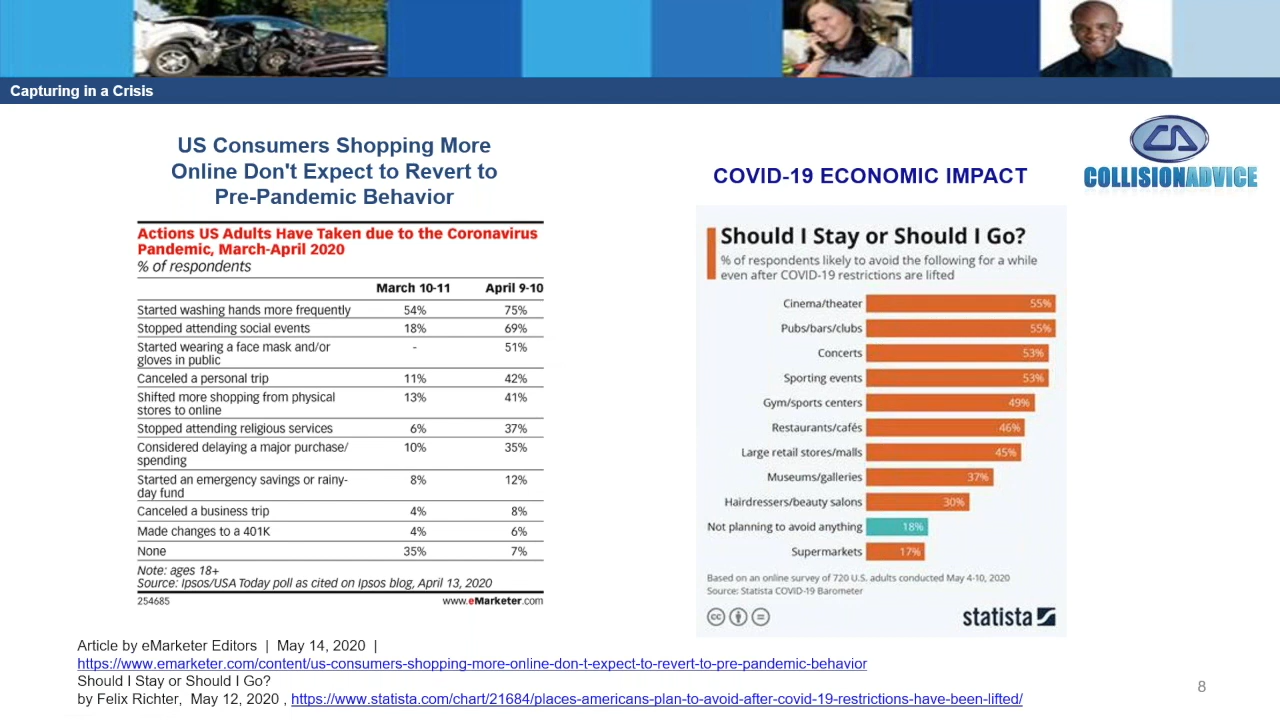 Capturing in a Crisis
US Consumers Shopping More
Online Don't Expect to Revert to
Pre-Pandemic Behavior
Actions US Adults Have Taken due to the Coronavirus
Pandemic, March-April 2020
% of respondents
March 10-11 April 9-10
Started washing hands more frequently 54% 75%
Stopped attending social events 18% 69%
Started wearing a face mask and/or - 51%
gloves in public
Canceled a personal trip 11% 42%
Shifted more shopping from physical 13% 41%
stores to online
Stopped attending religious services 6% 37%
Considered delaying a major purchase/ 10% 35%
spending
Started an emergency savings or rainy- 8% 12%
day fund
Canceled a business trip 4% 8%
Made changes to a 401K 4% 6%
None 35% 7%
Note: ages 18+
Source: Ipsos/USA Today poll as cited on Ipsos blog, April 13, 2020
254685 www.eMarketer.com
COVID-19 ECONOMIC IMPACT
CA
COLLISIONADVICE
Should I Stay or Should I Go?
% of respondents likely to avoid the following for a while
even after COVID-19 restrictions are lifted
Cinema/theater 55%
Pubs/bars/clubs 55%
Concerts 53%
Sporting events 53%
Gym/sports centers 49%
Restaurants/cafés 46%
Large retail stores/malls 45%
Museums/galleries 37%
Hairdressers/beauty salons 30%
Not planning to avoid anything 18%
Supermarkets 17%
Based on an online survey of 720 U.S. adults conducted May 4-10, 2020
Source: Statista COVID-19 Barometer
cc statista
Article by eMarketer Editors | May 14, 2020 |
https://www.emarketer.com/content/us-consumers-shopping-more-online-don-t-expect-to-revert-to-pre-pandemic-behavior
Should I Stay or Should I Go?
by Felix Richter, May 12, 2020 , https://www.statista.com/chart/21684/places-americans-plan-to-avoid-after-covid-19-restrictions-have-been-lifted/
8